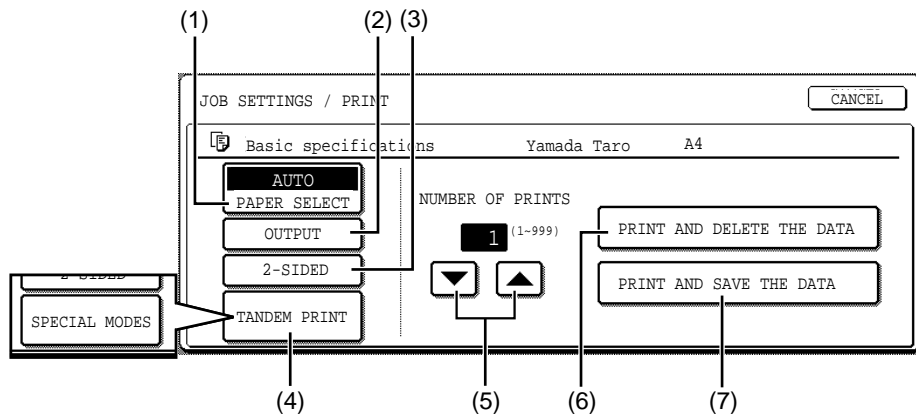 (1) (2) (3)
JOB SETTINGS / PRINT
CANCEL
Basic specifications Yamada Taro A4
AUTO
PAPER SELECT
OUTPUT
2-SIDED
TANDEM PRINT
NUMBER OF PRINTS
1 (1~999)
PRINT AND DELETE THE DATA
PRINT AND SAVE THE DATA
2-SIDED
SPECIAL MODES
(4) (5) (6) (7)